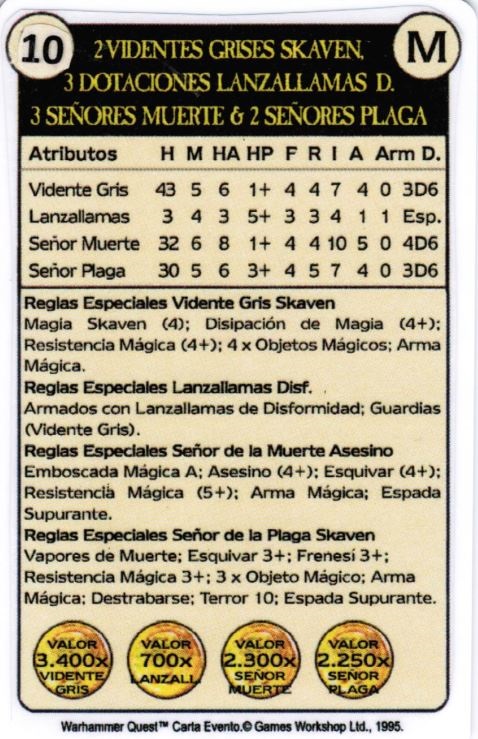 10
2 VIDENTES GRISES SKAVEN,
3 DOTACIONES LANZALLAMAS D.
3 SEÑORES MUERTE & 2 SEÑORES PLAGA
M
Atributos H M HA HP F R I A Arm D.
Vidente Gris 43 5 6 1+ 4 4 7 4 0 3D6
Lanzallamas 3 4 3 5+ 3 3 4 1 1 Esp.
Señor Muerte 32 6 8 1+ 4 4 10 5 0 4D6
Señor Plaga 30 5 6 3+ 4 5 7 4 0 3D6
Reglas Especiales Vidente Gris Skaven
Magia Skaven (4); Disipación de Magia (4+);
Resistencia Mágica (4+); 4 x Objetos Mágicos; Arma
Mágica.
Reglas Especiales Lanzallamas Disf.
Armados con Lanzallamas de Disformidad; Guardias
(Vidente Gris).
Reglas Especiales Señor de la Muerte Asesino
Emboscada Mágica A; Asesino (4+); Esquivar (4+);
Resistencia Mágica (5+); Arma Mágica; Espada
Supurante.
Reglas Especiales Señor de la Plaga Skaven
Vapores de Muerte; Esquivar 3+; Frenesí 3+;
Resistencia Mágica 3+; 3 x Objeto Mágico; Arma
Mágica; Destrabarse; Terror 10; Espada Supurante.
VALOR
3.400x
VIDENTE
GRIS
VALOR
700x
LANZALL.
VALOR
2.300x
SEÑOR
MUERTE
VALOR
2.250x
SEÑOR
PLAGA
Warhammer Quest™ Carta Evento.© Games Workshop Ltd., 1995.